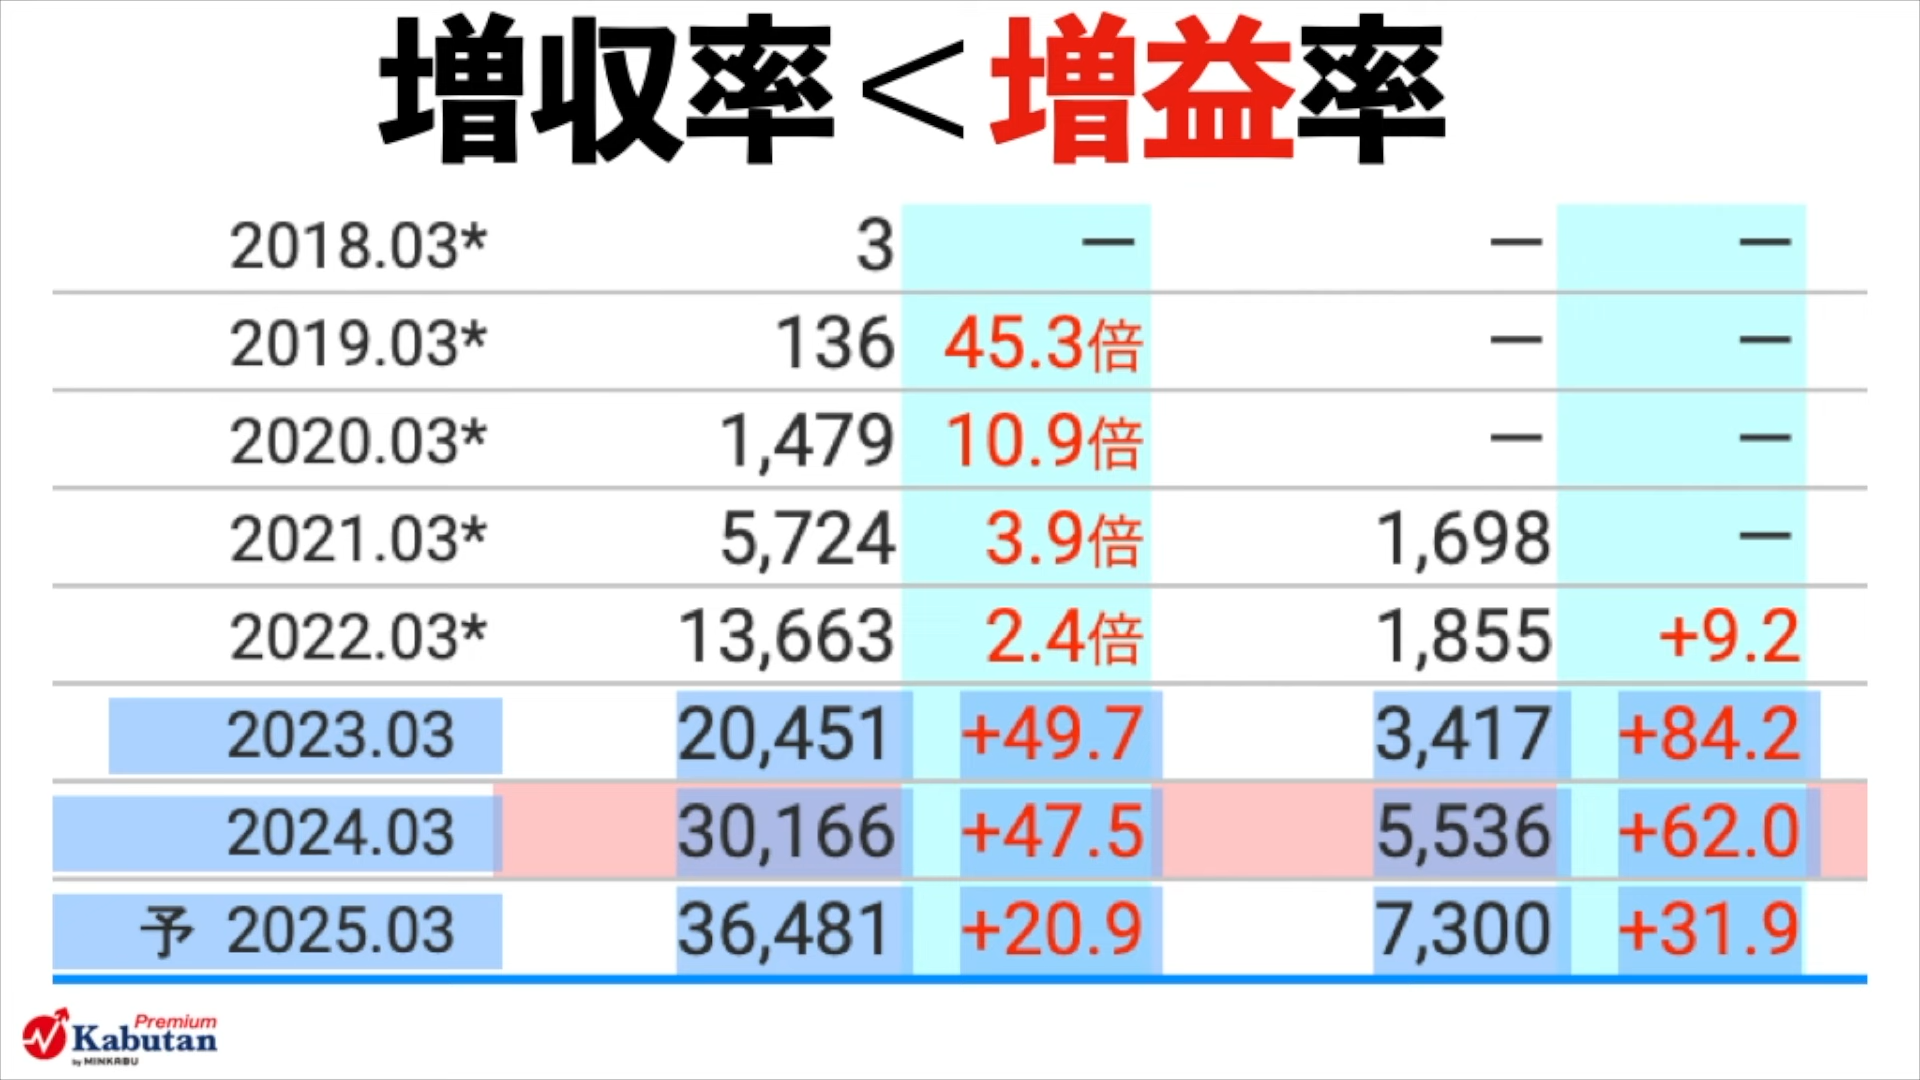 増収率<増益率
2018.03* 3 ー ー ー
2019.03* 136 45.3倍 ー ー
2020.03* 1,479 10.9倍 ー ー
2021.03* 5,724 3.9倍 1,698 ー
2022.03* 13,663 2.4倍 1,855 +9.2
2023.03 20,451 +49.7 3,417 +84.2
2024.03 30,166 +47.5 5,536 +62.0
予 2025.03 36,481 +20.9 7,300 +31.9
Premium
Kabutan
by MINKABU